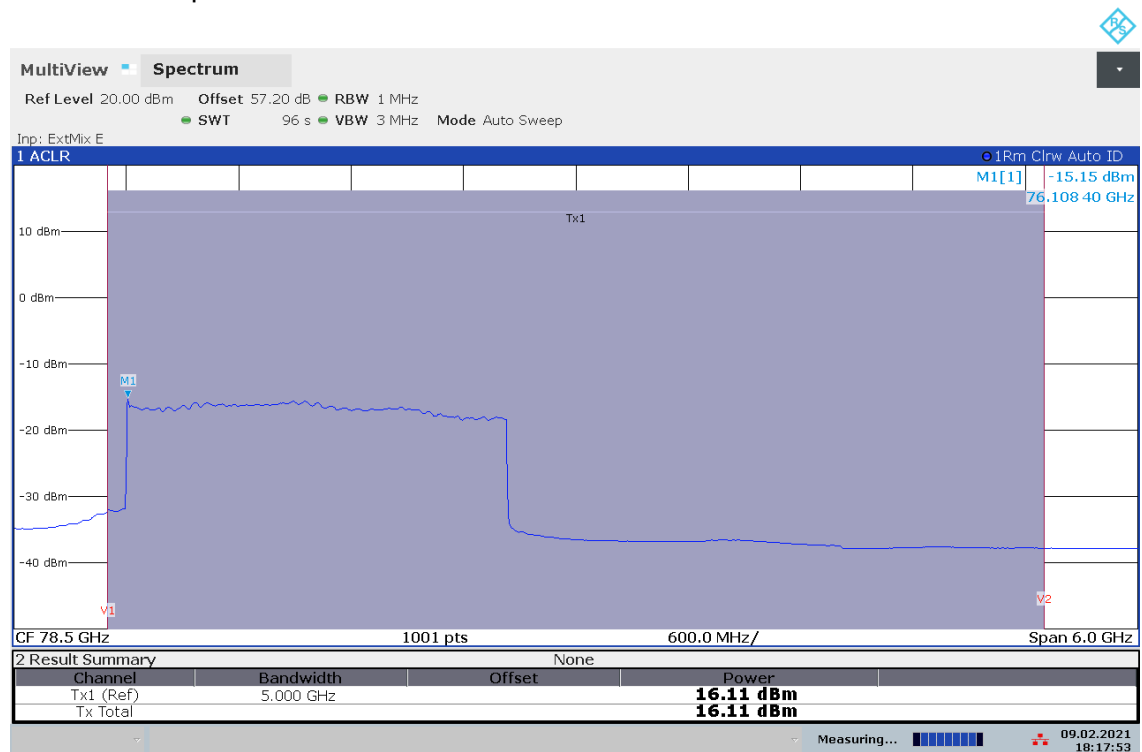 R&S
MultiView Spectrum
Ref Level 20.00 dBm Offset 57.20 dB RBW 1 MHz
SWT 96 s VBW 3 MHz Mode Auto Sweep
Inp: ExtMix E
1 ACLR 1Rm Clrw Auto ID
M1[1] -15.15 dBm
76.108 40 GHz
Tx1
10 dBm
0 dBm
-10 dBm
M1
-20 dBm
-30 dBm
-40 dBm
V1 V2
CF 78.5 GHz 1001 pts 600.0 MHz/ Span 6.0 GHz
2 Result Summary None
Channel Bandwidth Offset Power
Tx1 (Ref) 5.000 GHz 16.11 dBm
Tx Total 16.11 dBm
Measuring... 09.02.2021
18:17:53